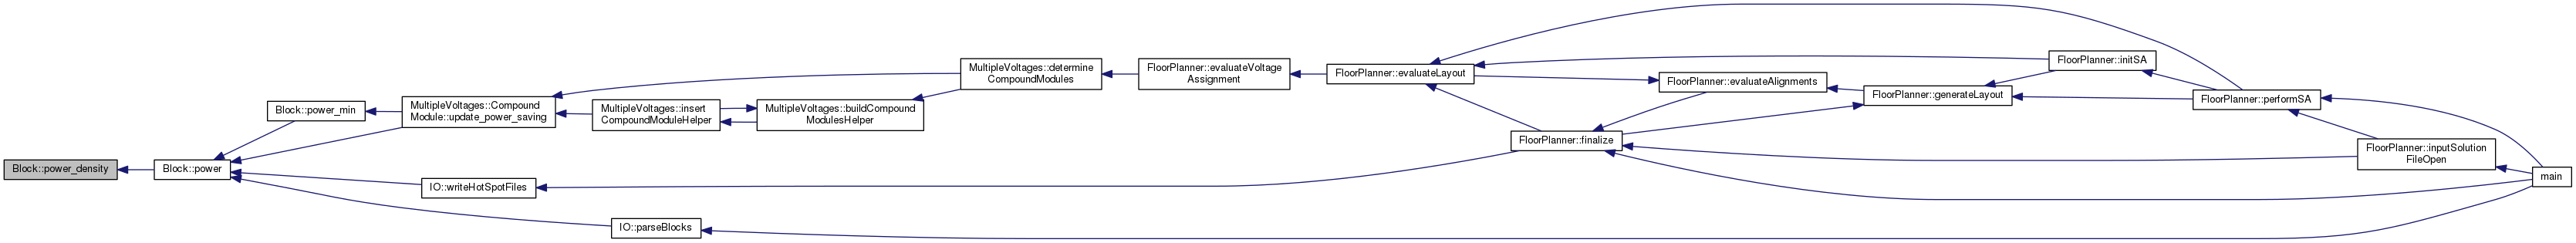 Block::power_density
Block::power
Block::power_min
MultipleVoltages::Compound
Module::update_power_saving
IO::writeHotSpotFiles
IO::parseBlocks
MultipleVoltages::insert
CompoundModuleHelper
MultipleVoltages::buildCompound
ModulesHelper
MultipleVoltages::determine
CompoundModules
FloorPlanner::evaluateVoltage
Assignment
FloorPlanner::evaluateLayout
FloorPlanner::finalize
FloorPlanner::evaluateAlignments
FloorPlanner::generateLayout
FloorPlanner::initSA
FloorPlanner::performSA
FloorPlanner::inputSolution
FileOpen
main